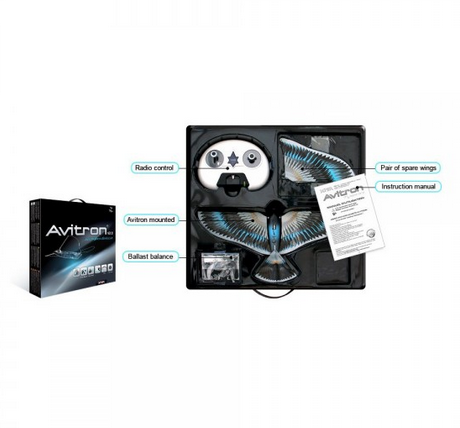 Radio control
Pair of spare wings
Instruction manual
Avitron
Avitron mounted
Avitron
Ballast balance